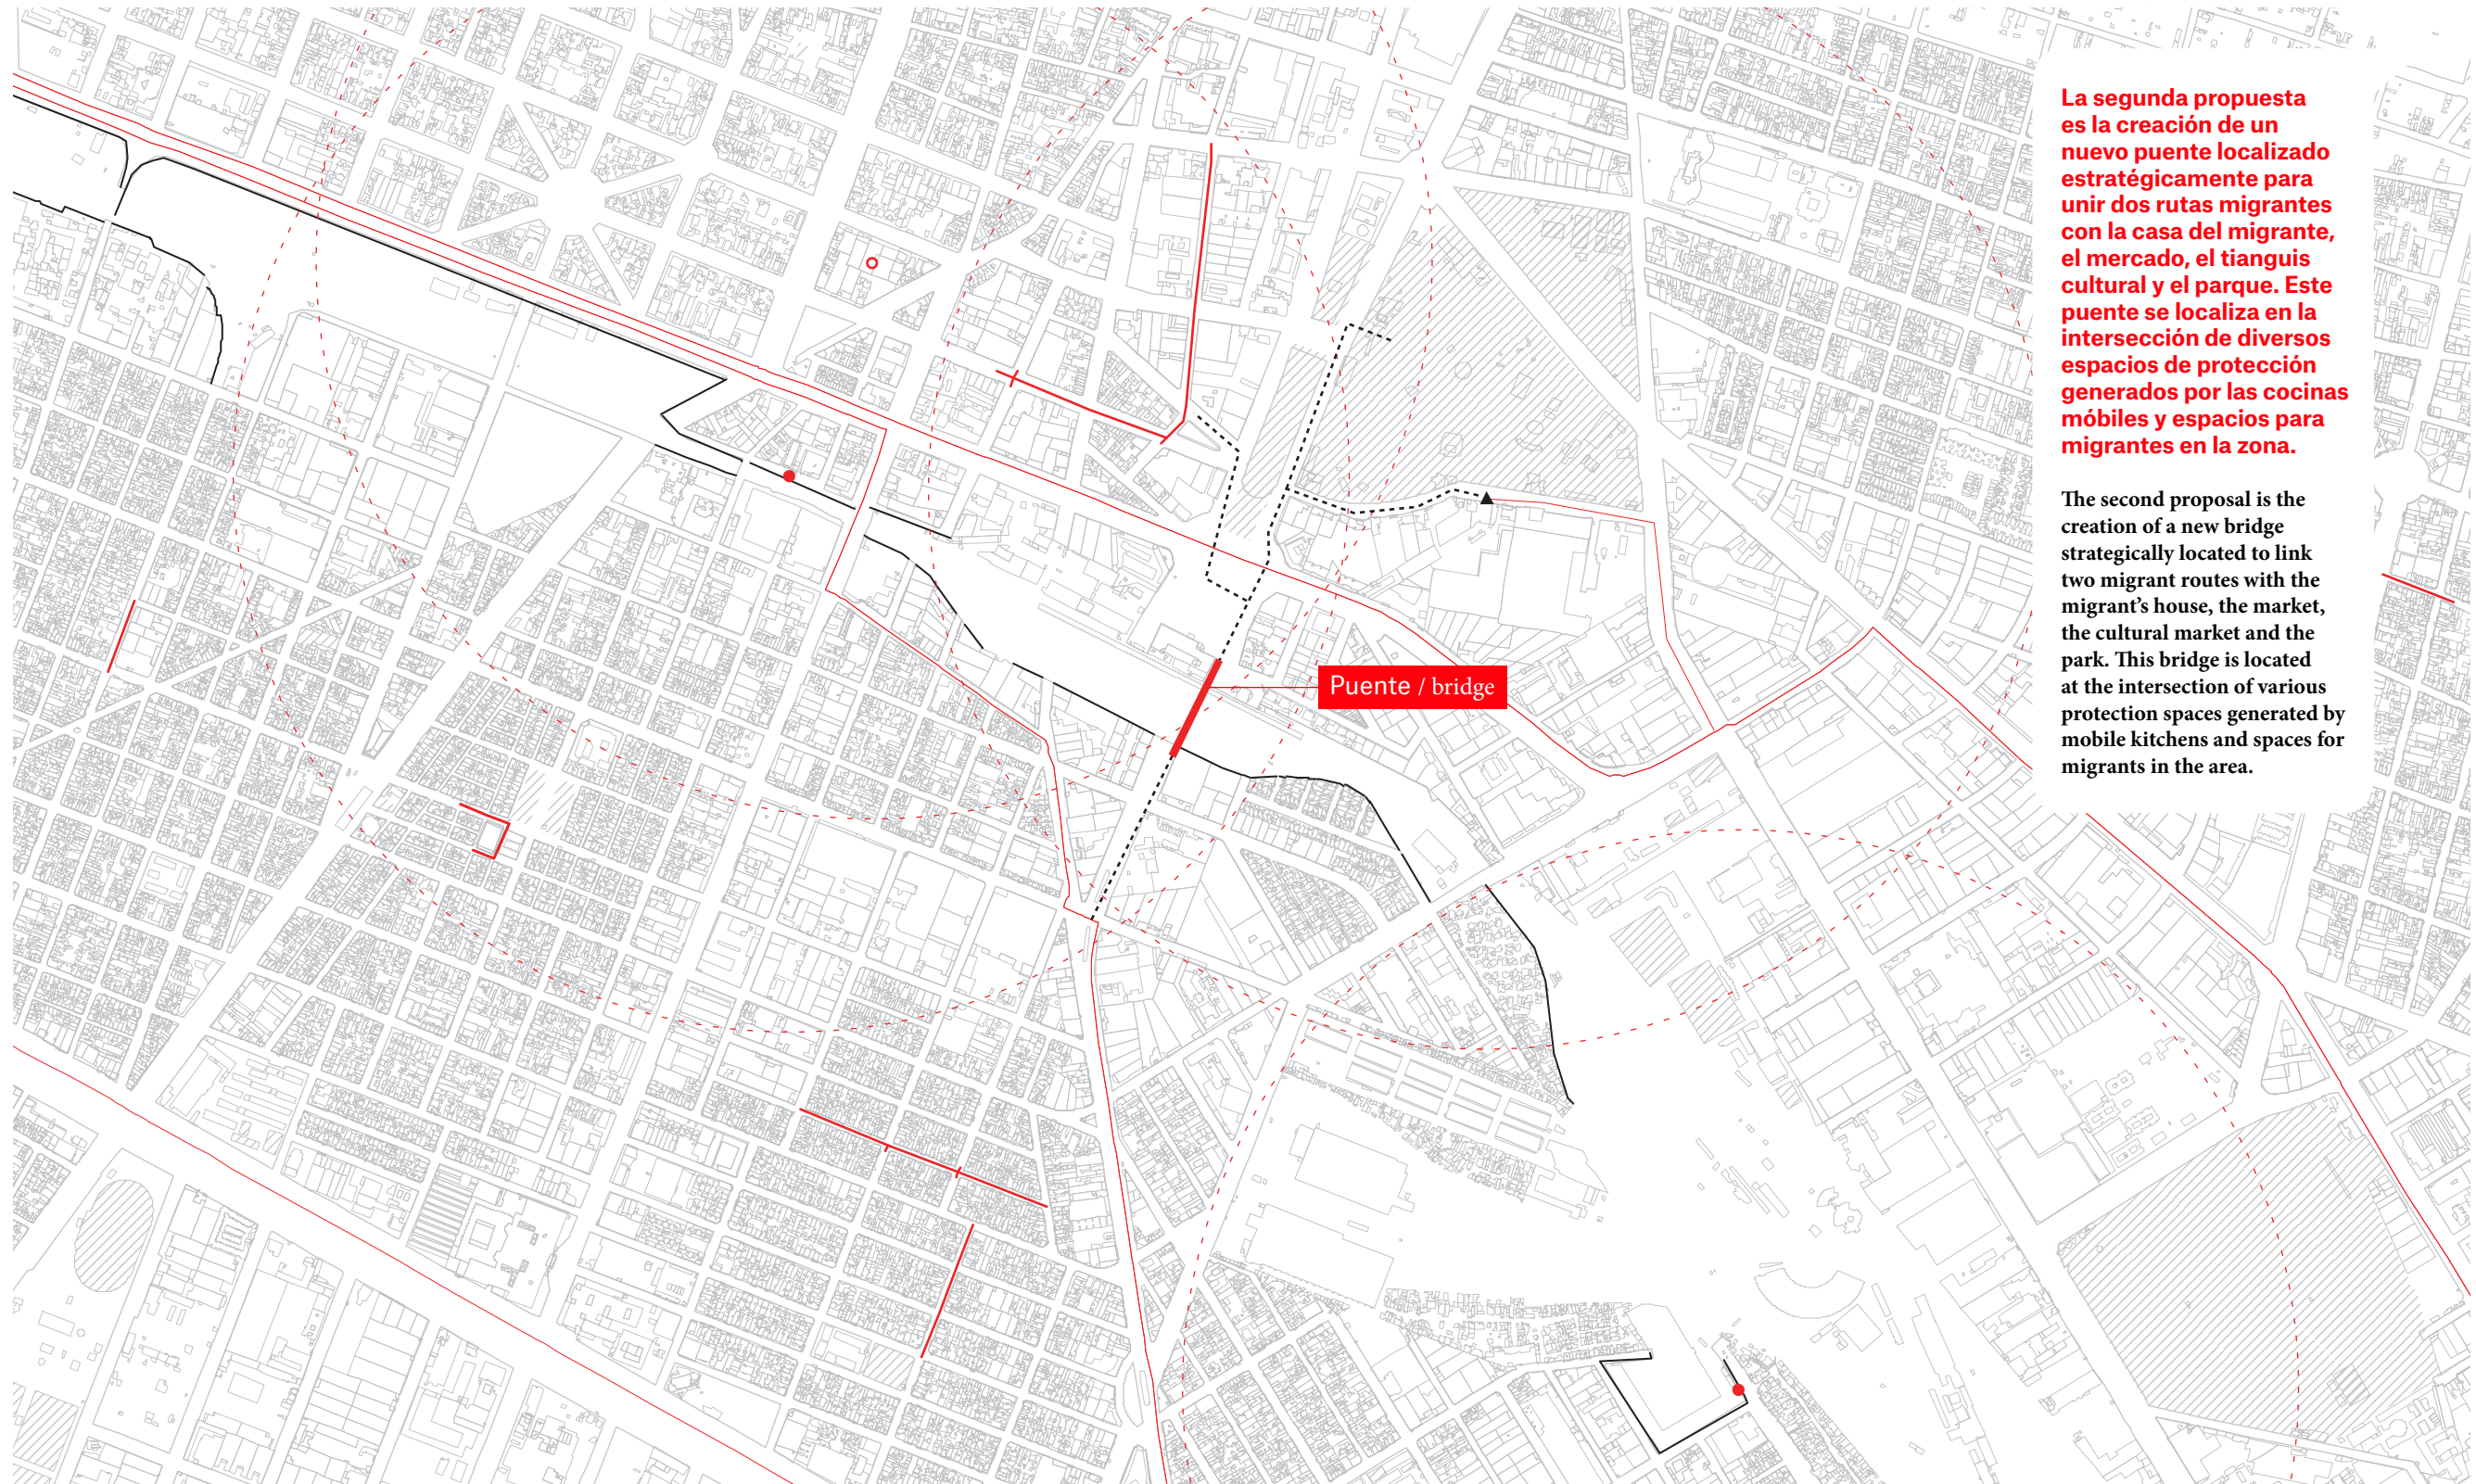 La segunda propuesta
es la creación de un
nuevo puente localizado
estratégicamente para
unir dos rutas migrantes
con la casa del migrante,
el mercado, el tianguis
cultural y el parque. Este
puente se localiza en la
intersección de diversos
espacios de protección
generados por las cocinas
móbiles y espacios para
migrantes en la zona.
The second proposal is the
creation of a new bridge
strategically located to link
two migrant routes with the
migrant’s house, the market,
the cultural market and the
park. This bridge is located
at the intersection of various
protection spaces generated by
mobile kitchens and spaces for
migrants in the area.
Puente / bridge